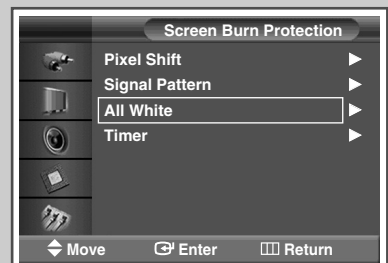 Screen Burn Protection
Pixel Shift
Signal Pattern
All White
Timer
Move Enter Return